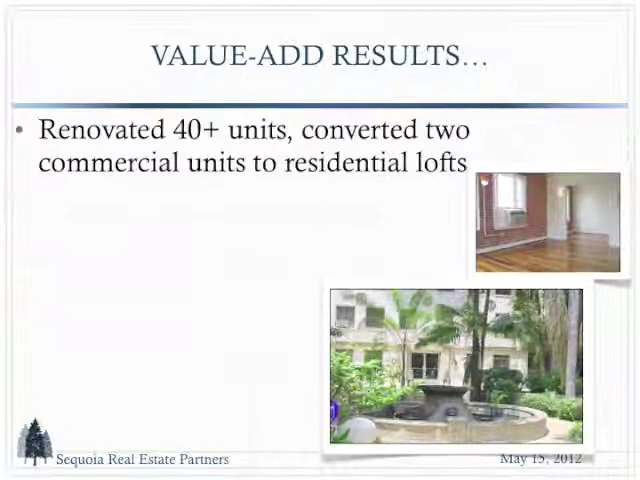 VALUE-ADD RESULTS…
• Renovated 40+ units, converted two
commercial units to residential lofts
Sequoia Real Estate Partners
May 15, 2012